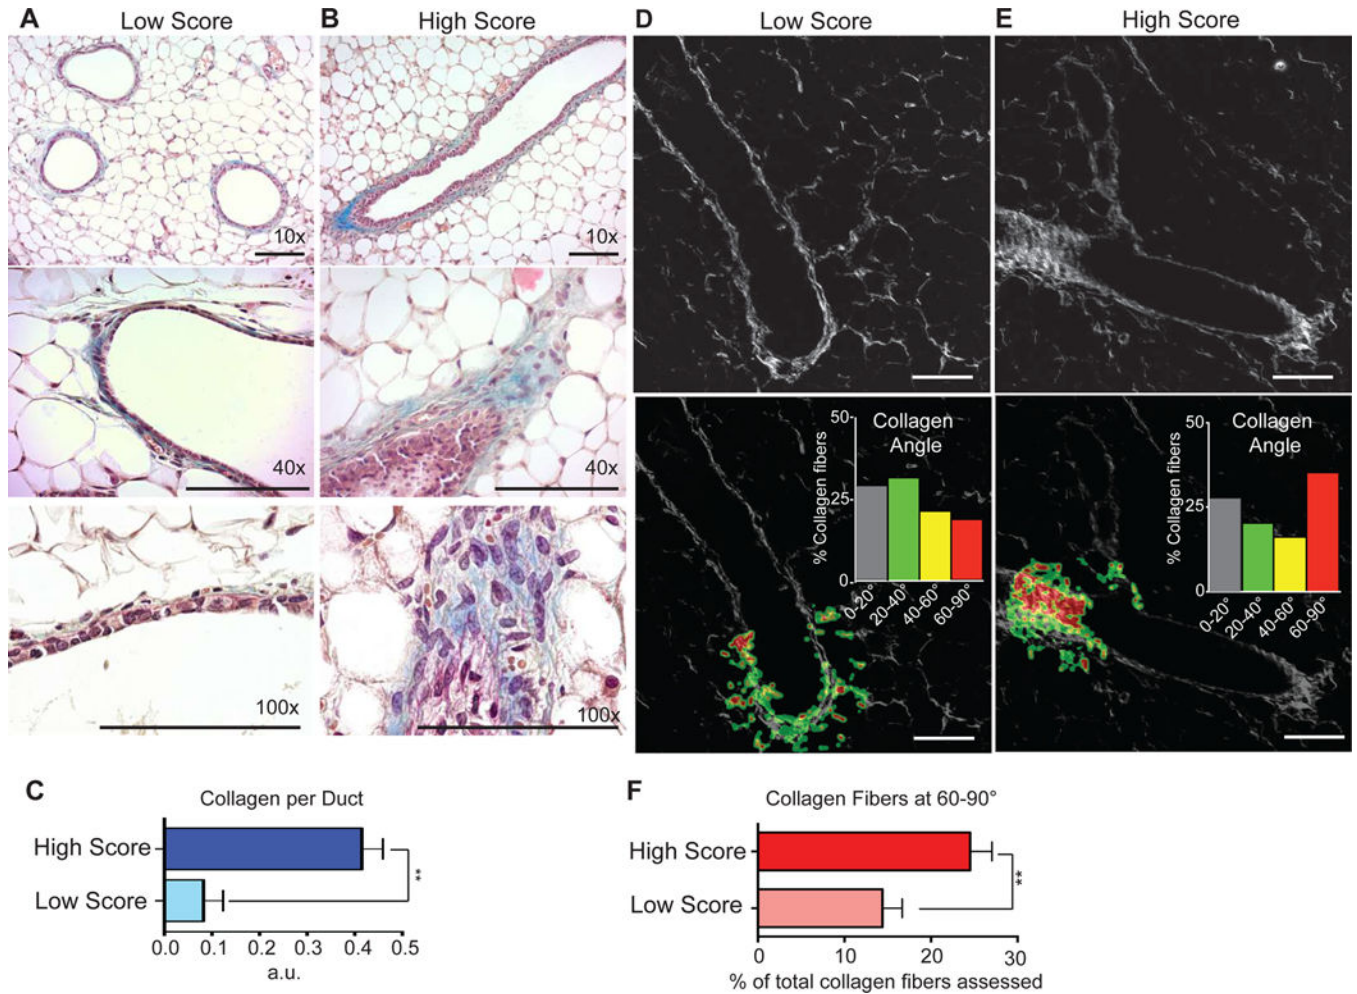 A Low Score
B High Score
D Low Score
E High Score
10x
10x
40x
40x
100x
100x
50
25
0
% Collagen fibers
Collagen
Angle
0-20°
20-40°
40-60°
60-90°
50
25
0
% Collagen fibers
Collagen
Angle
0-20°
20-40°
40-60°
60-90°
C
Collagen per Duct
High Score
Low Score
**
0.0 0.1 0.2 0.3 0.4 0.5
a.u.
F
Collagen Fibers at 60-90°
High Score
Low Score
**
0 10 20 30
% of total collagen fibers assessed